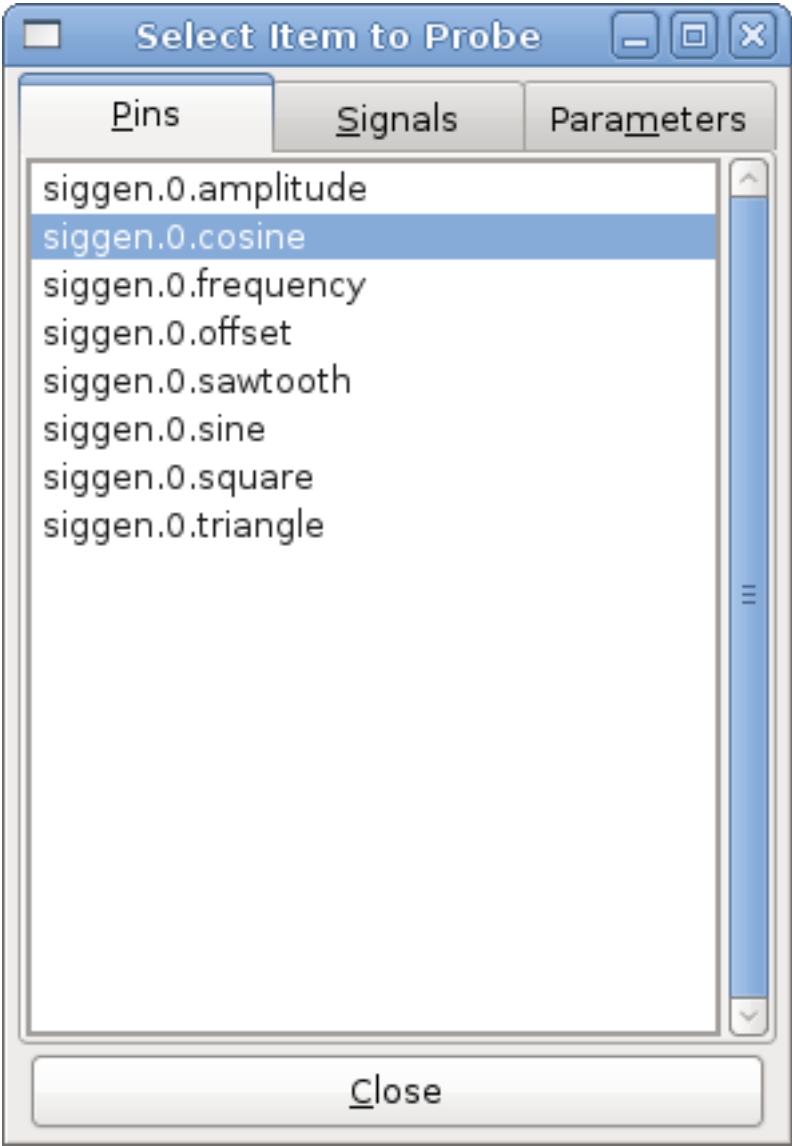 Select Item to Probe
Pins Signals Parameters
siggen.0.amplitude
siggen.0.cosine
siggen.0.frequency
siggen.0.offset
siggen.0.sawtooth
siggen.0.sine
siggen.0.square
siggen.0.triangle
Close